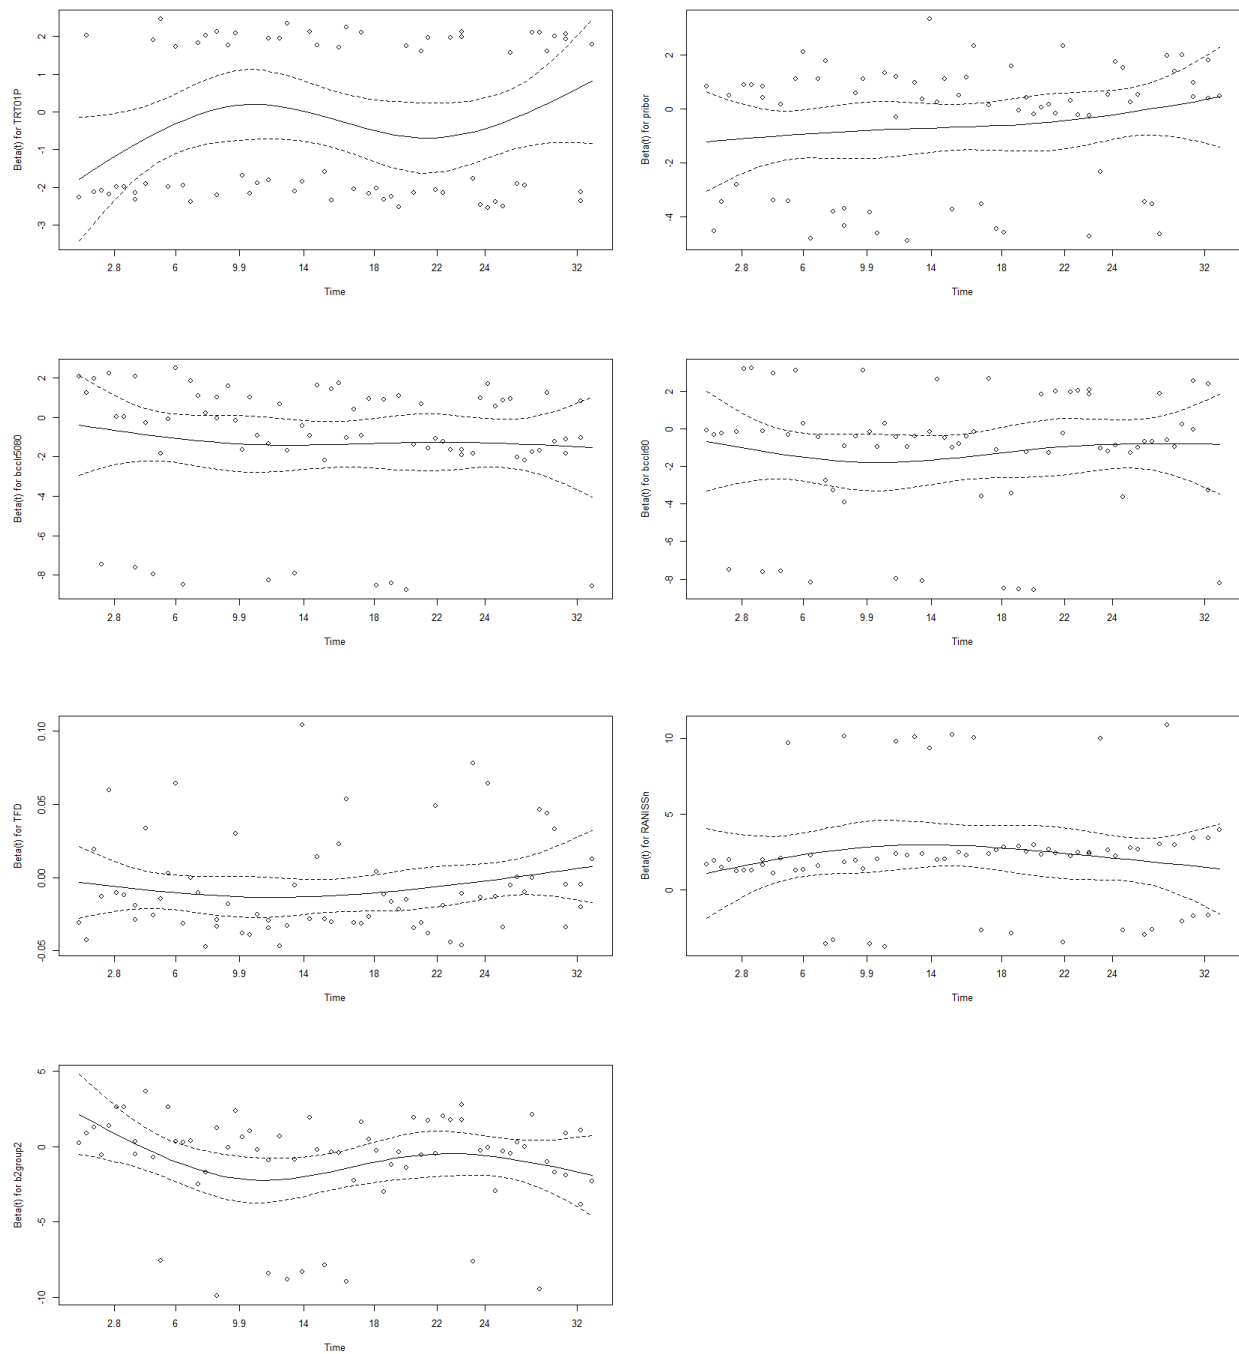 Beta(t) for TRT01P
2
1
0
-1
-2
-3
2.8 6 9.9 14 18 22 24 32
Time
Beta(t) for pribor
2
0
-2
-4
2.8 6 9.9 14 18 22 24 32
Time
Beta(t) for bcclr5080
2
0
-2
-4
-6
-8
2.8 6 9.9 14 18 22 24 32
Time
Beta(t) for bcclr80
2
0
-2
-4
-6
-8
2.8 6 9.9 14 18 22 24 32
Time
Beta(t) for TFD
0.10
0.05
0.00
-0.05
2.8 6 9.9 14 18 22 24 32
Time
Beta(t) for RANISSn
10
5
0
2.8 6 9.9 14 18 22 24 32
Time
Beta(t) for b2group2
5
0
-5
-10
2.8 6 9.9 14 18 22 24 32
Time